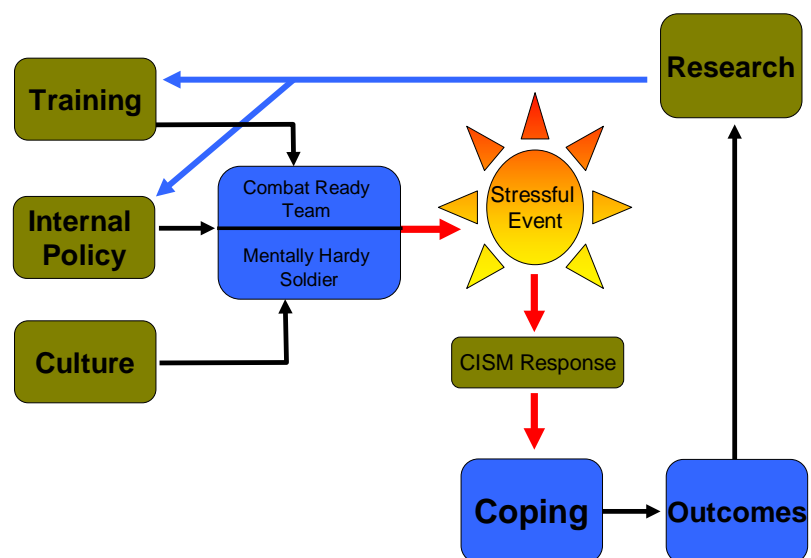 Training
Research
Combat Ready
Team
Mentally Hardy
Soldier
Stressful
Event
Internal
Policy
Culture
CISM Response
Coping
Outcomes